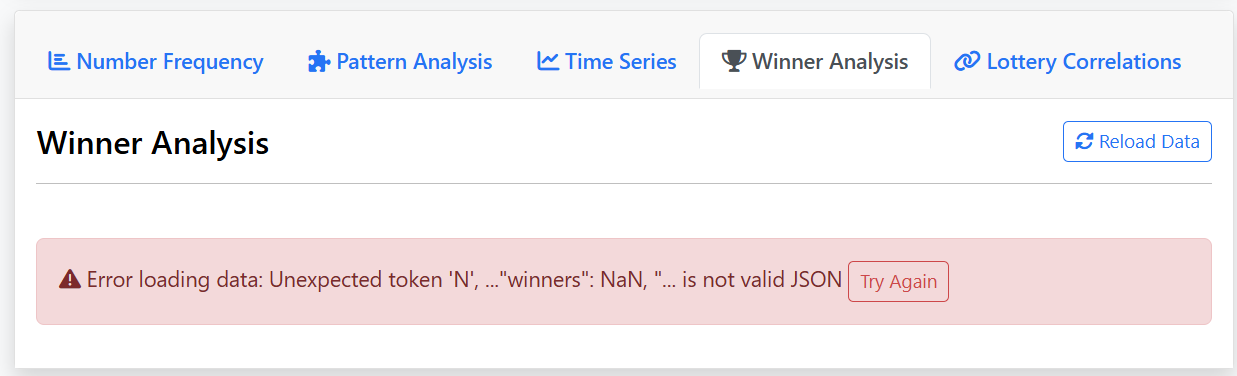 Number Frequency Pattern Analysis Time Series Winner Analysis Lottery Correlations
Winner Analysis Reload Data
Error loading data: Unexpected token 'N', ..."winners": NaN, "... is not valid JSON Try Again